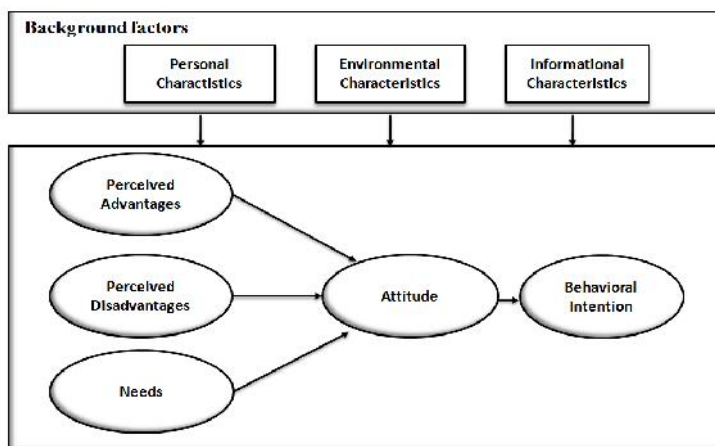 Background factors
Personal
Charactistics
Environmental
Characteristics
Informational
Characteristics
Perceived
Advantages
Perceived
Disadvantages
Needs
Attitude
Behavioral
Intention